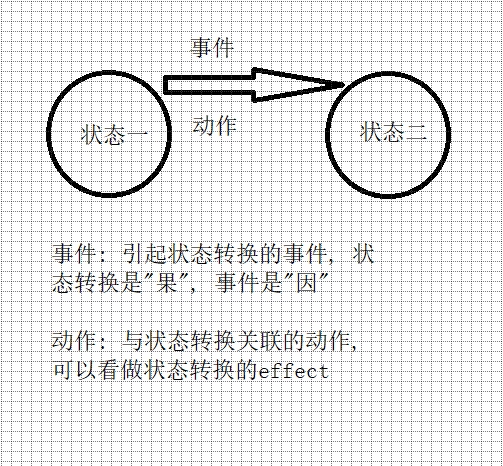 事件
状态一
动作
状态二
事件: 引起状态转换的事件, 状
态转换是"果", 事件是"因"
动作: 与状态转换关联的动作,
可以看做状态转换的effect